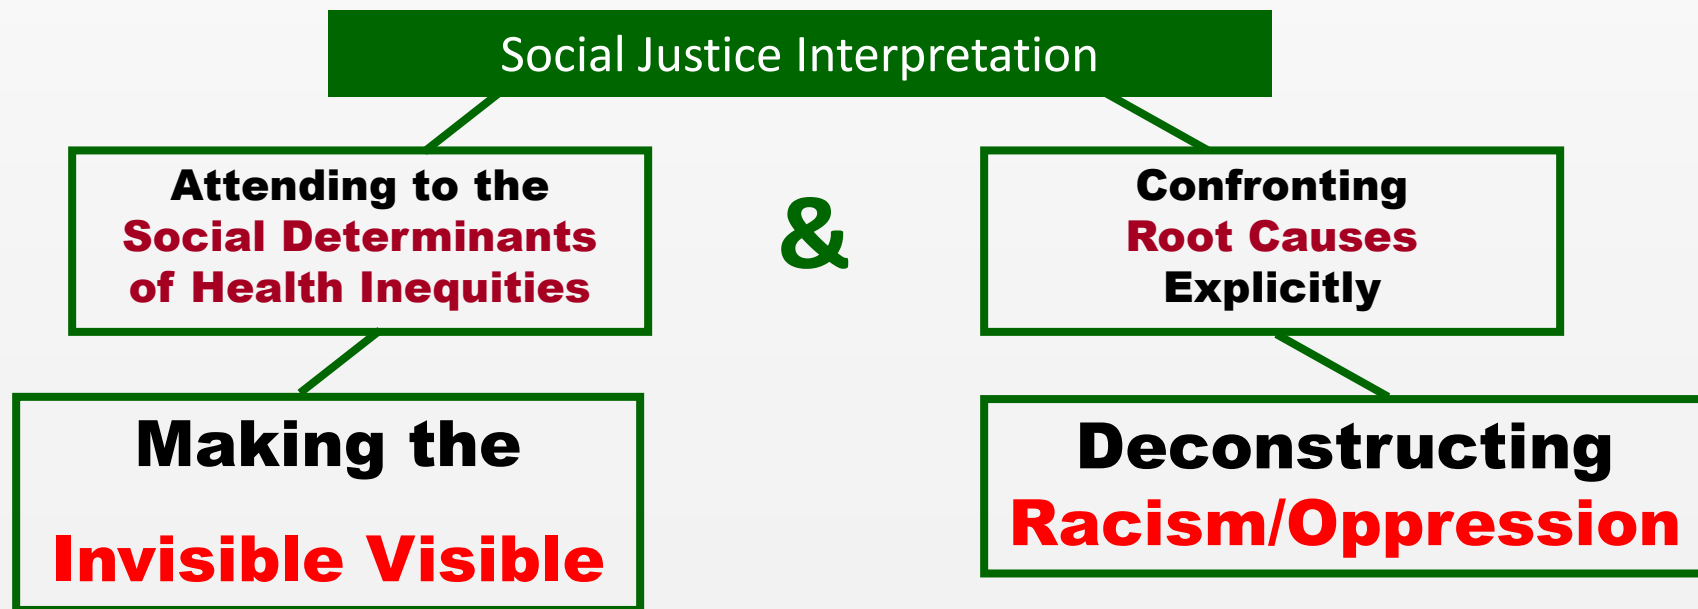 Social Justice Interpretation
Attending to the
Social Determinants
of Health Inequities
&
Confronting
Root Causes
Explicitly
Making the
Invisible Visible
Deconstructing
Racism/Oppression